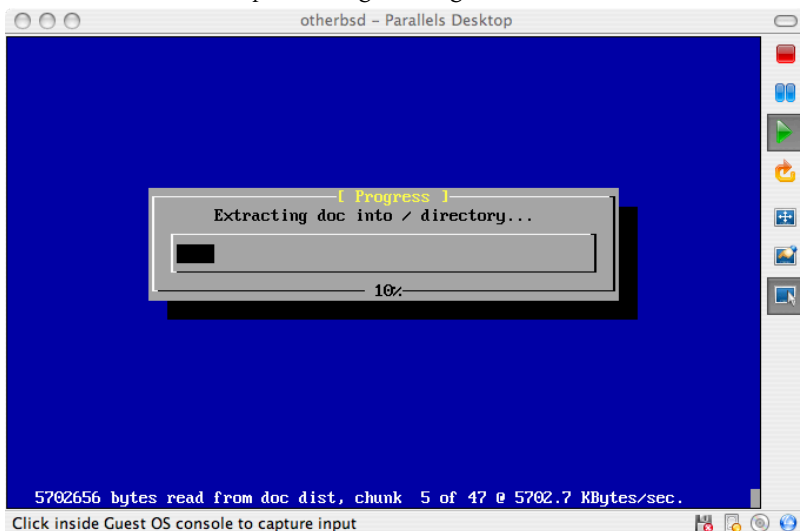 otherbsd – Parallels Desktop
[ Progress ]
Extracting doc into / directory...
10%
5702656 bytes read from doc dist, chunk 5 of 47 @ 5702.7 KBytes/sec.
Click inside Guest OS console to capture input